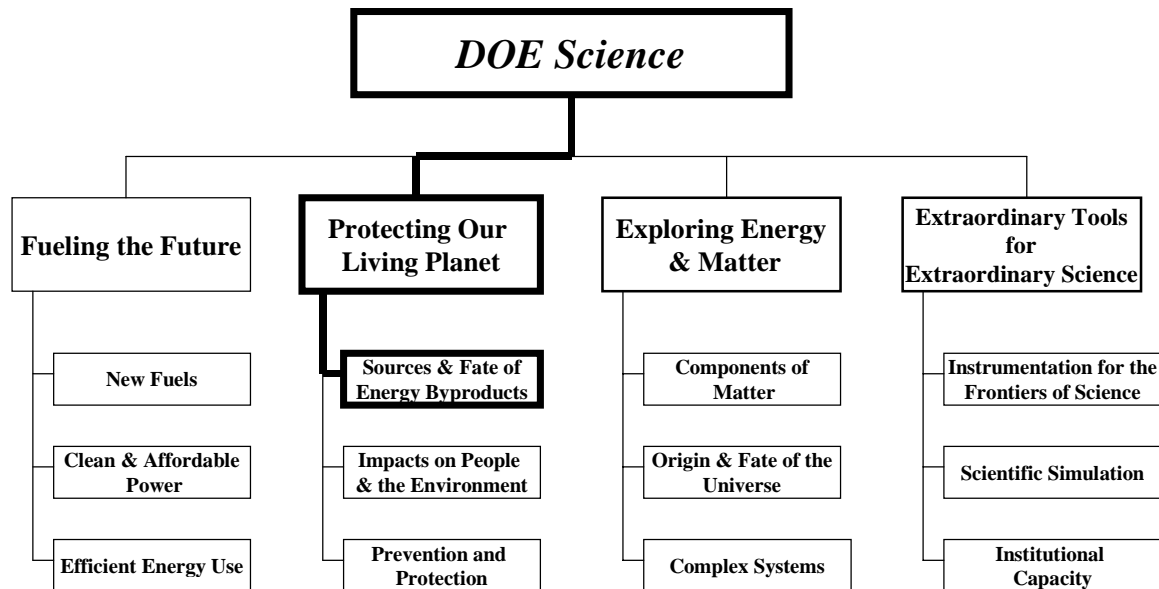 DOE Science
Fueling the Future
Protecting Our
Living Planet
Exploring Energy
& Matter
Extraordinary Tools
for
Extraordinary Science
New Fuels
Clean & Affordable
Power
Efficient Energy Use
Sources & Fate of
Energy Byproducts
Impacts on People
& the Environment
Prevention and
Protection
Components of
Matter
Origin & Fate of the
Universe
Complex Systems
Instrumentation for the
Frontiers of Science
Scientific Simulation
Institutional
Capacity